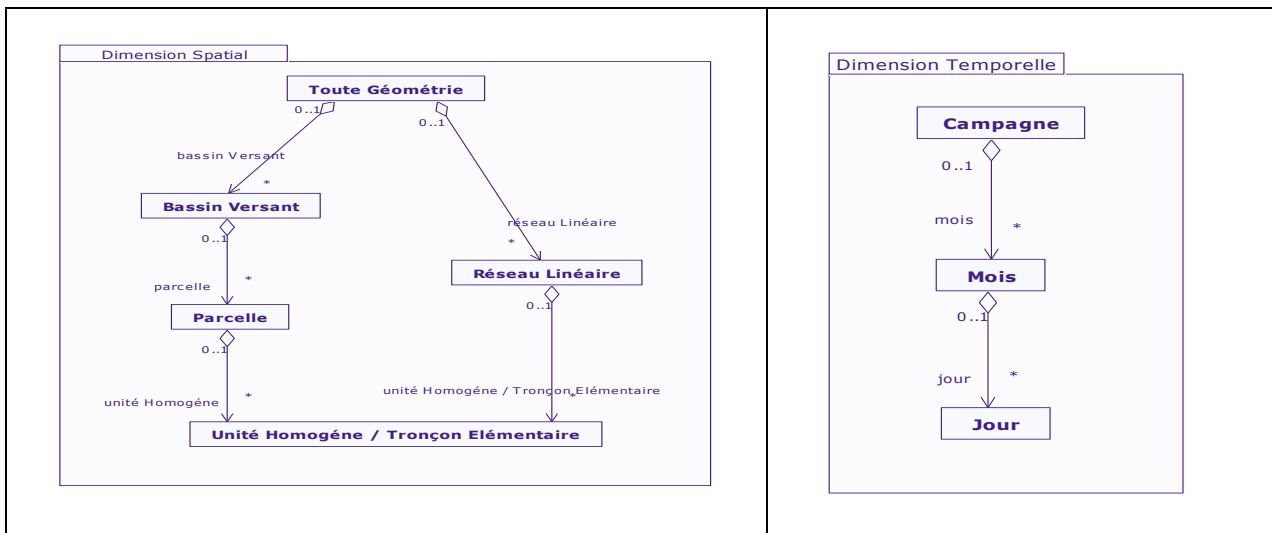 Dimension Spatial
Toute Géométrie
0..1
0..1
bassin Versant
*
Bassin Versant
0..1
réseau Linéaire
*
Réseau Linéaire
0..1
*
parcelle
Parcelle
0..1
*
unité Homogéne
unité Homogéne / Tronçon Elémentaire
*
Unité Homogéne / Tronçon Elémentaire
Dimension Temporelle
Campagne
0..1
mois
*
Mois
0..1
jour
*
Jour